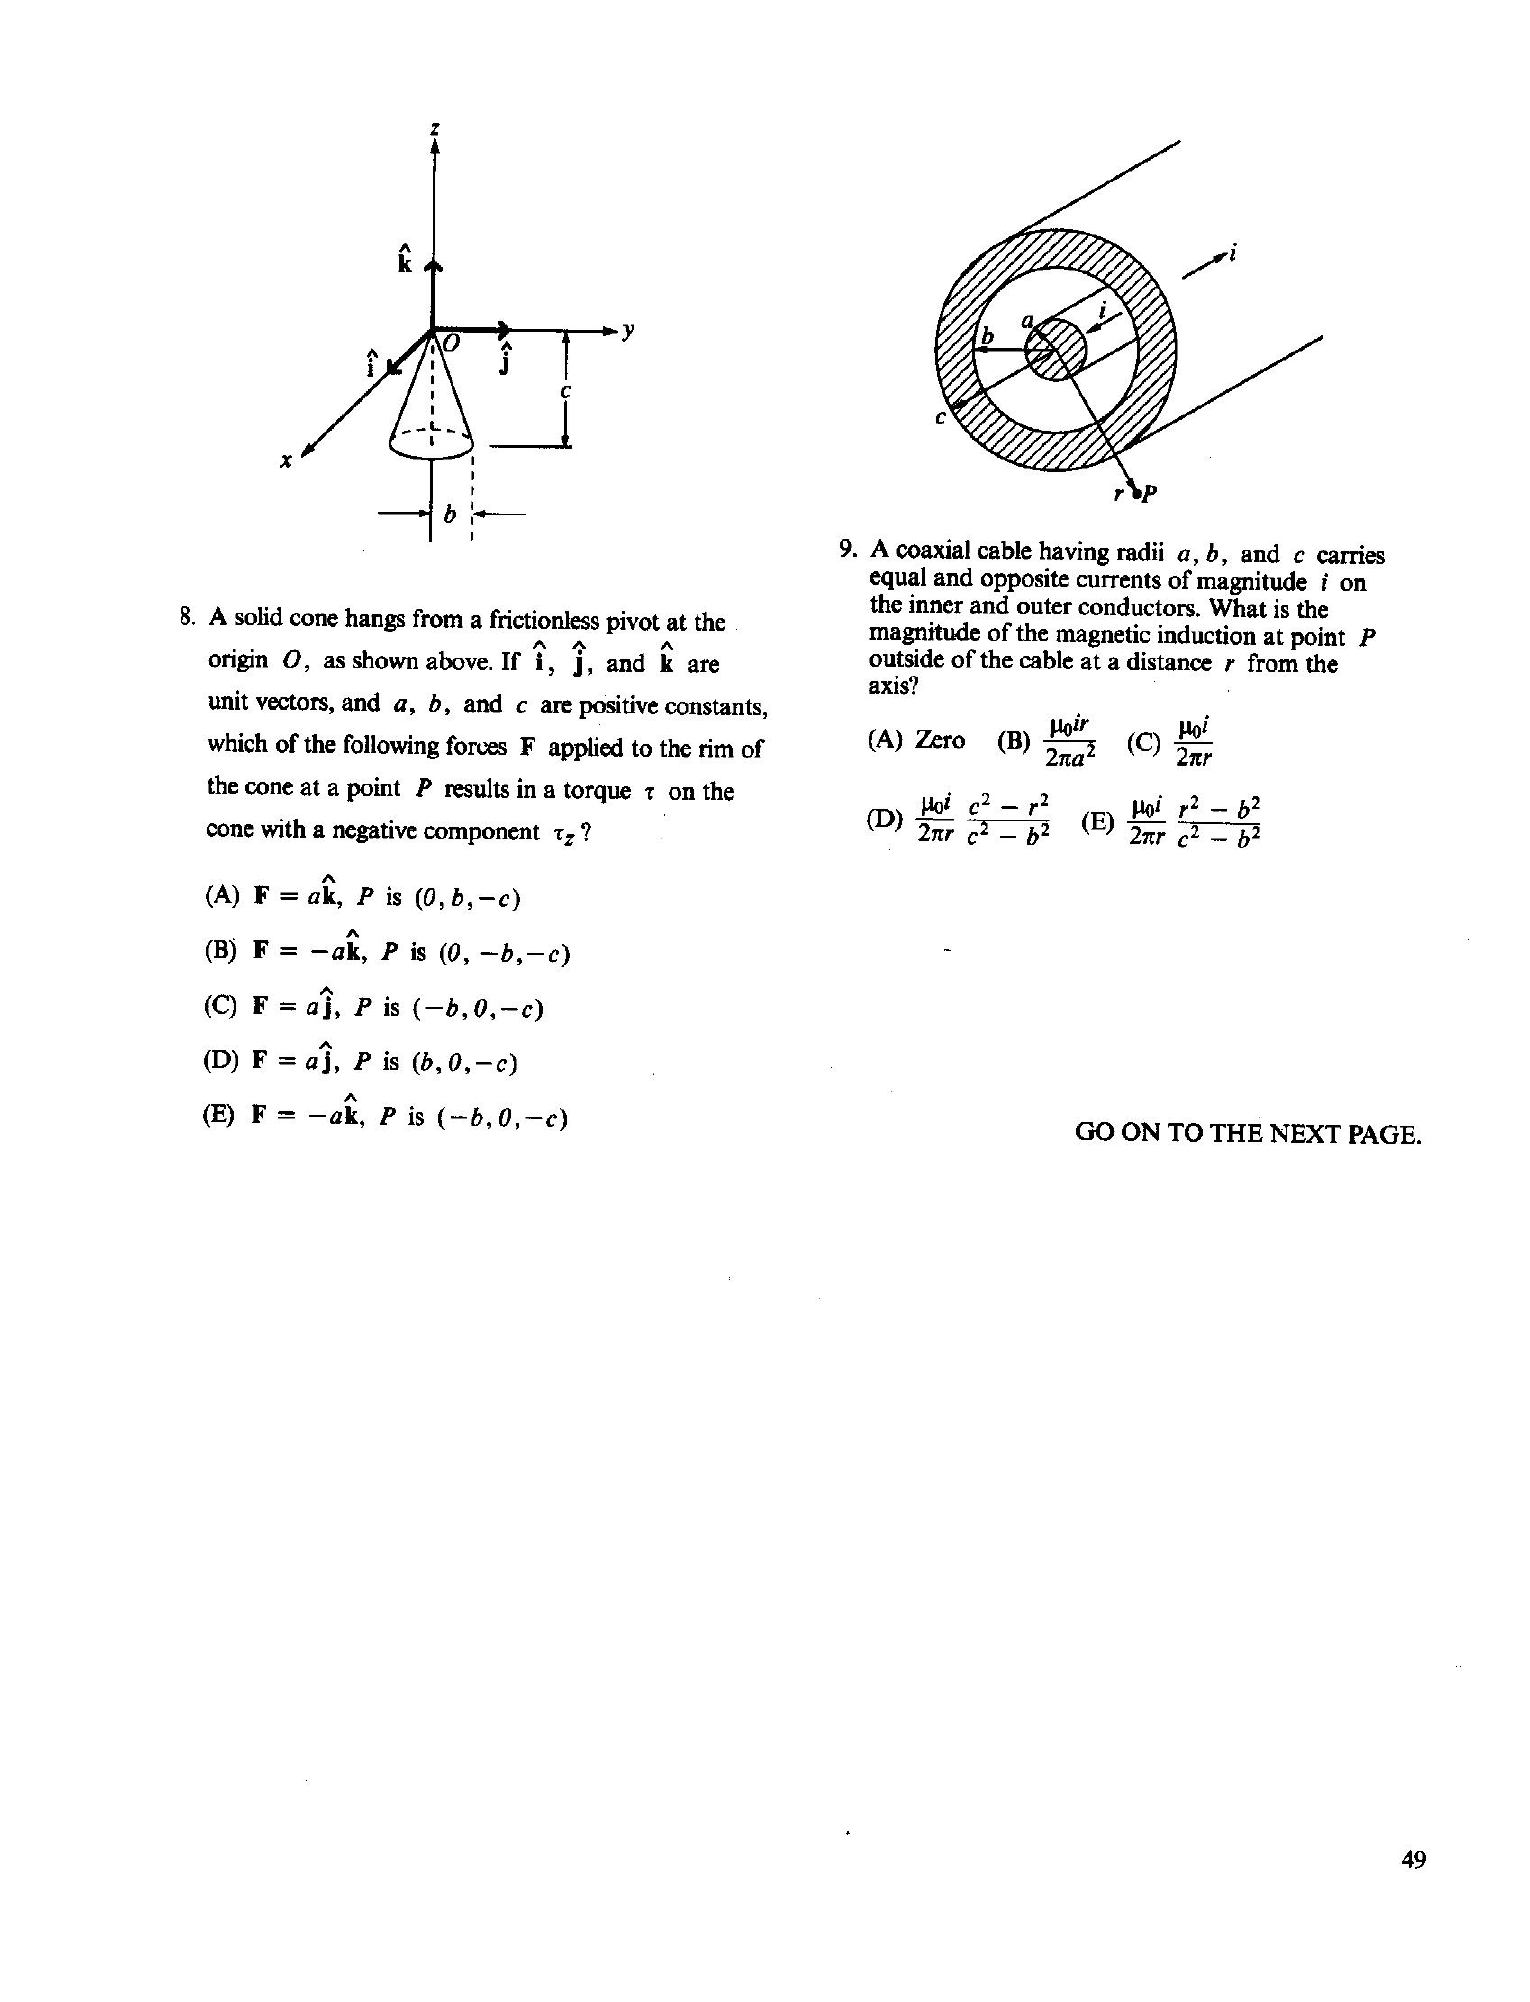 z
k̂
O
y
î
ĵ
c
x
b
8. A solid cone hangs from a frictionless pivot at the
origin O, as shown above. If î, ĵ, and k̂ are
unit vectors, and a, b, and c are positive constants,
which of the following forces F applied to the rim of
the cone at a point P results in a torque τ on the
cone with a negative component τ_z?
(A) F = ak̂, P is (0, b, −c)
(B) F = −ak̂, P is (0, −b, −c)
(C) F = aĵ, P is (−b, 0, −c)
(D) F = aĵ, P is (b, 0, −c)
(E) F = −ak̂, P is (−b, 0, −c)
i
i
a
b
c
r P
9. A coaxial cable having radii a, b, and c carries
equal and opposite currents of magnitude i on
the inner and outer conductors. What is the
magnitude of the magnetic induction at point P
outside of the cable at a distance r from the
axis?
(A) Zero (B) μ₀ir / 2πa² (C) μ₀i / 2πr
(D) μ₀i / 2πr c² − r² / c² − b² (E) μ₀i / 2πr r² − b² / c² − b²
GO ON TO THE NEXT PAGE.
49